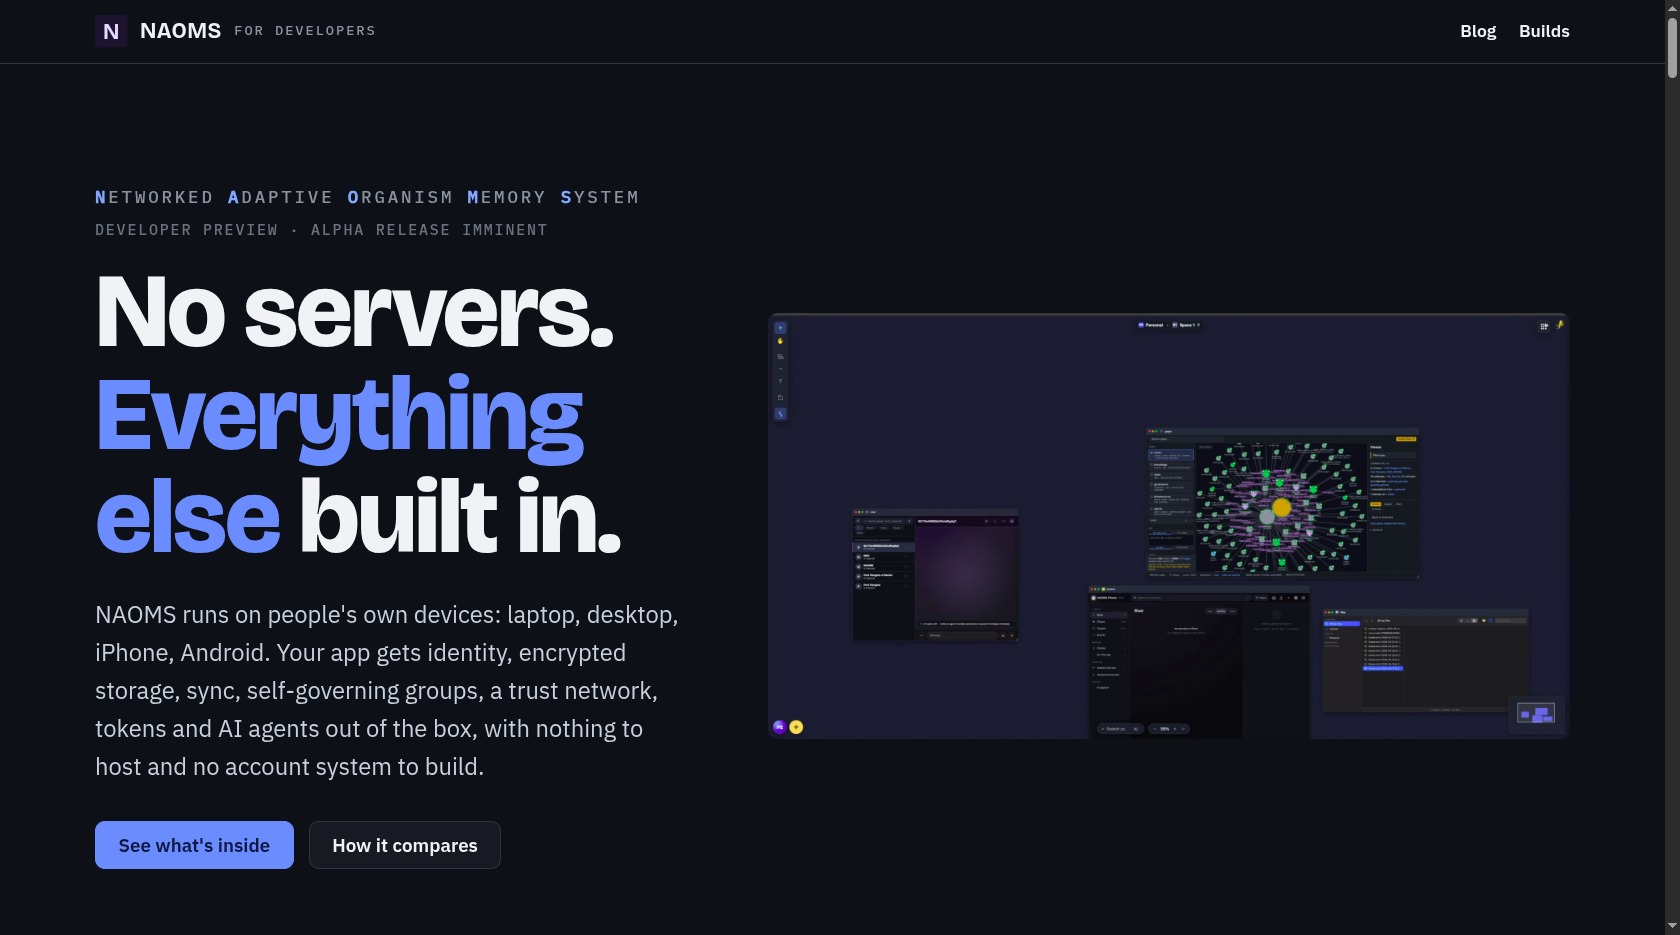 N NAOMS FOR DEVELOPERS
Blog Builds
NETWORKED ADAPTIVE ORGANISM MEMORY SYSTEM
DEVELOPER PREVIEW · ALPHA RELEASE IMMINENT
No servers.
Everything
else built in.
NAOMS runs on people's own devices: laptop, desktop,
iPhone, Android. Your app gets identity, encrypted
storage, sync, self-governing groups, a trust network,
tokens and AI agents out of the box, with nothing to
host and no account system to build.
See what's inside
How it compares
Personal
Space 1